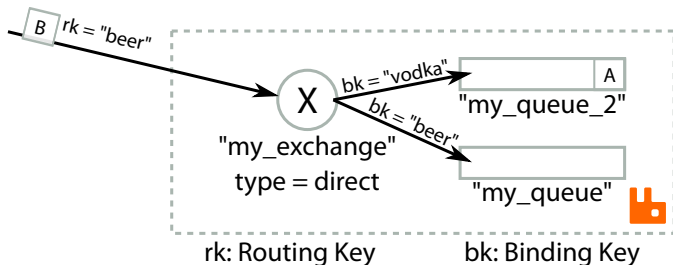 B
rk = "beer"
X
bk = "vodka"
A
"my_queue_2"
bk = "beer"
"my_exchange"
type = direct
"my_queue"
rk: Routing Key
bk: Binding Key